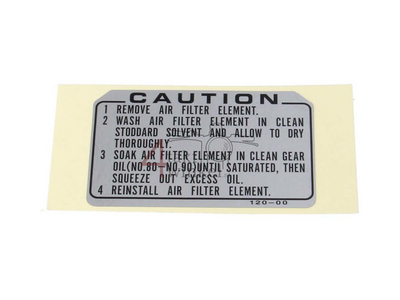 CAUTION
1 REMOVE AIR FILTER ELEMENT.
2 WASH AIR FILTER ELEMENT IN CLEAN
STODDARD SOLVENT AND ALLOW TO DRY
THOROUGHLY.
3 SOAK AIR FILTER ELEMENT IN CLEAN GEAR
OIL(NO.80-NO.90)UNTIL SATURATED, THEN
SQUEEZE OUT EXCESS OIL.
4 REINSTALL AIR FILTER ELEMENT.
120-00